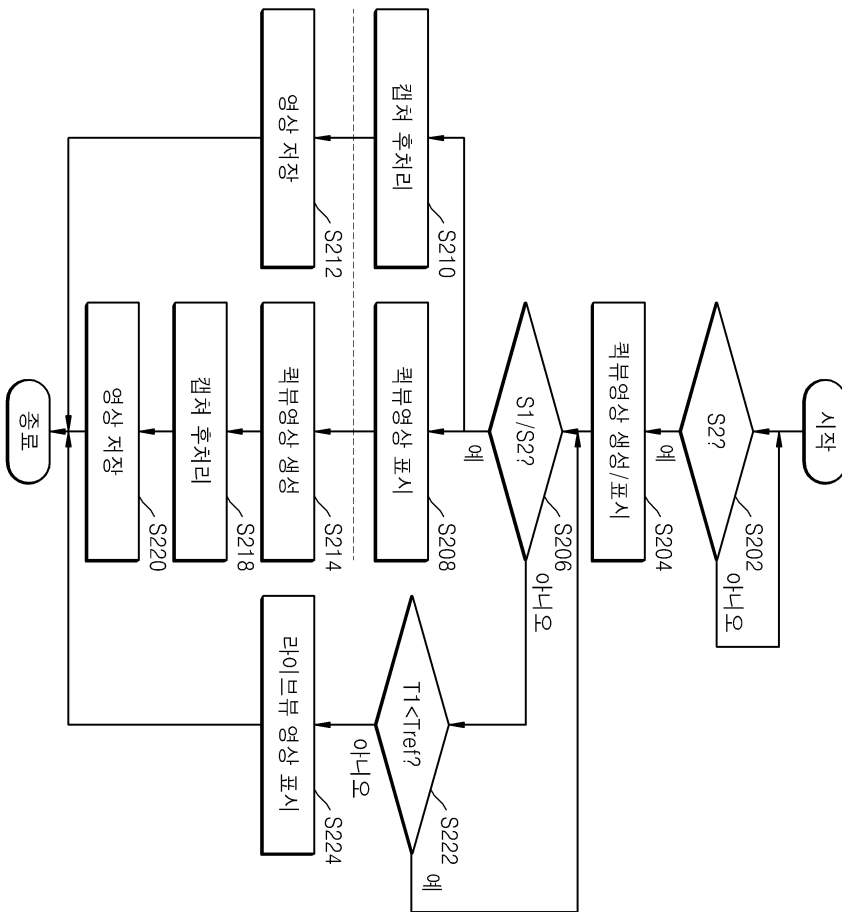 시작
S2?
S202
아니오
예
퀵뷰영상 생성/표시
S204
S1/S2?
S206
아니오
예
캡쳐 후처리
S210
퀵뷰영상 표시
S208
T1<Tref?
S222
예
아니오
영상 저장
S212
퀵뷰영상 생성
S214
라이브뷰 영상 표시
S224
캡쳐 후처리
S218
영상 저장
S220
종료